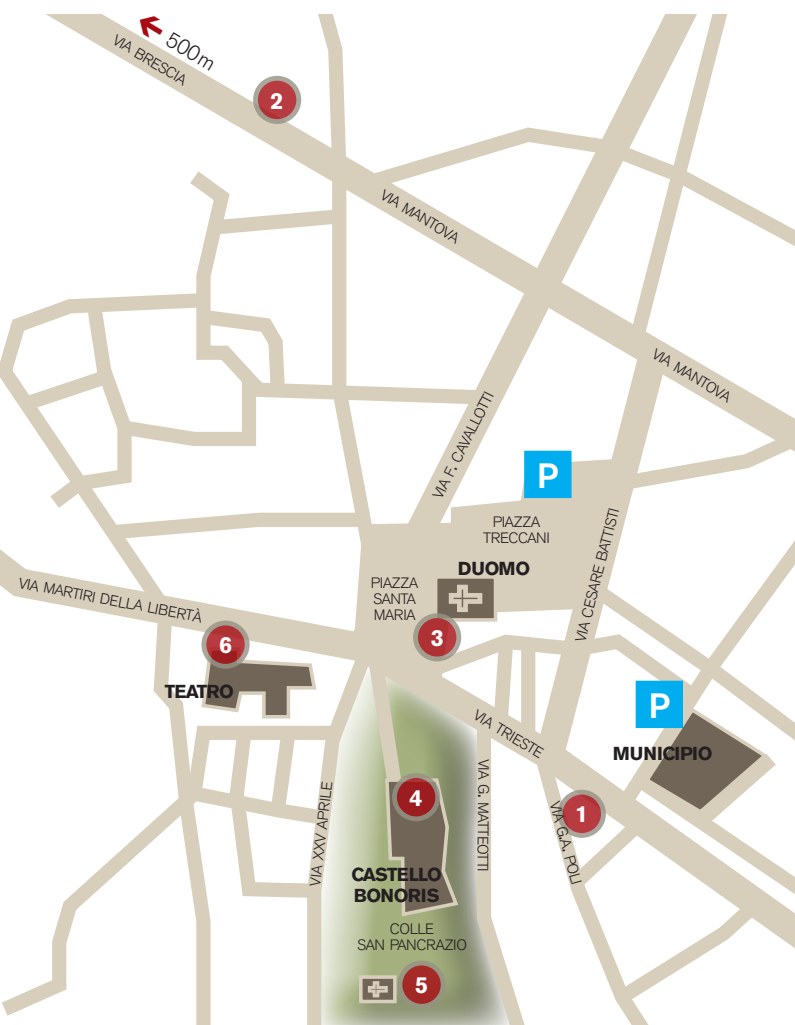 500m
VIA BRESCIA
2
VIA MANTOVA
VIA MANTOVA
VIA F. CAVALLOTTI
P
PIAZZA
TRECCANI
VIA CESARE BATTISTI
DUOMO
PIAZZA
SANTA
MARIA
VIA MARTIRI DELLA LIBERTÀ
3
6
TEATRO
P
VIA TRIESTE
MUNICIPIO
VIA G. MATTEOTTI
VIA XXV APRILE
4
1
VIA G.A. POLI
CASTELLO
BONORIS
COLLE
SAN PANCRAZIO
5